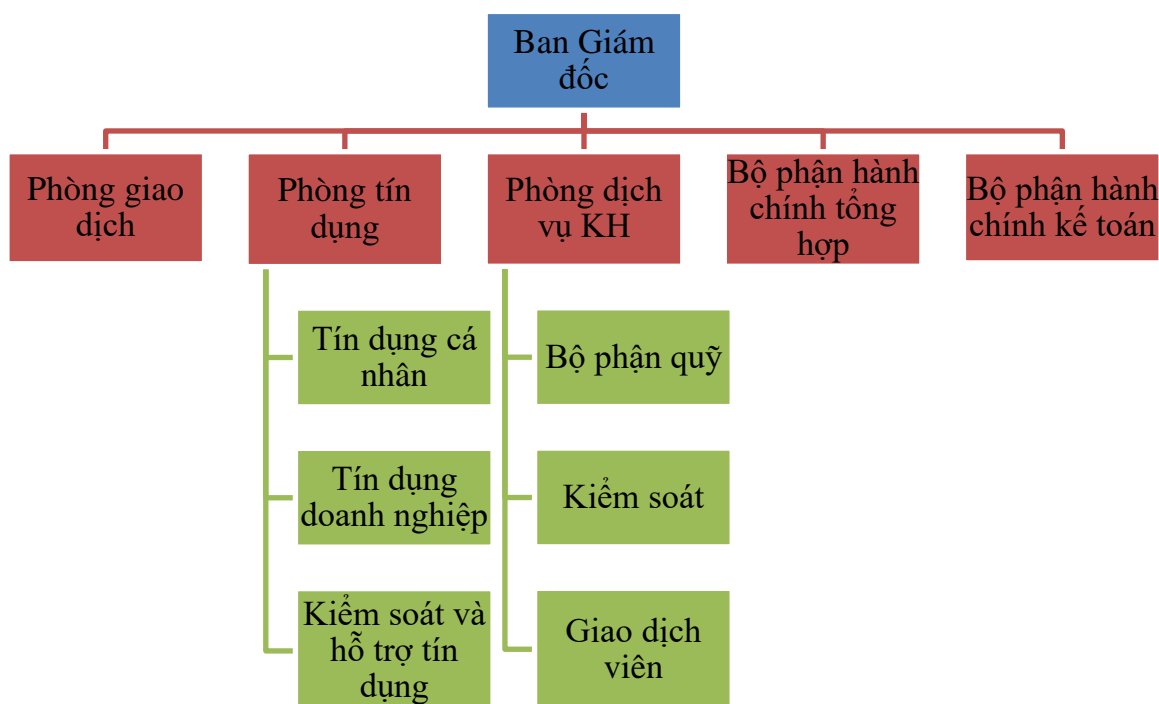 Ban Giám
đốc
Phòng giao
dịch
Phòng tín
dụng
Phòng dịch
vụ KH
Bộ phận hành
chính tổng
hợp
Bộ phận hành
chính kế toán
Tín dụng cá
nhân
Tín dụng
doanh nghiệp
Kiểm soát và
hỗ trợ tín
dụng
Bộ phận quỹ
Kiểm soát
Giao dịch
viên